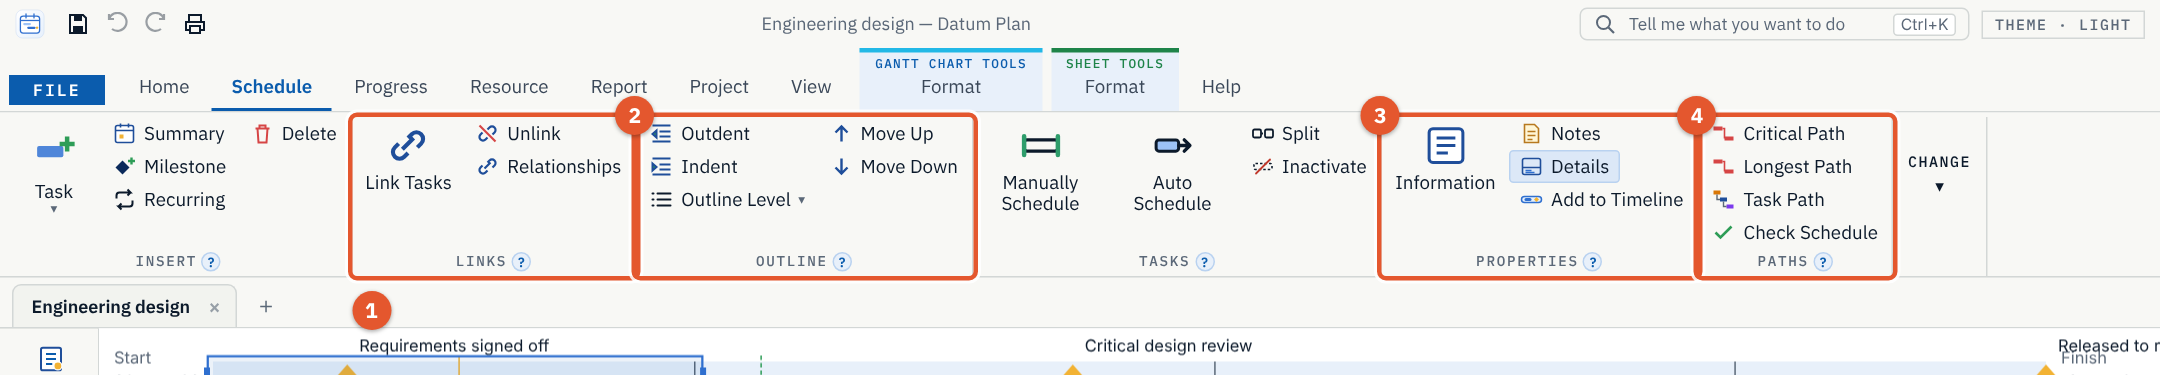 Engineering design — Datum Plan
Tell me what you want to do Ctrl+K
THEME · LIGHT
GANTT CHART TOOLS SHEET TOOLS
FILE Home Schedule Progress Resource Report Project View Format Format Help
2 3 4
Task
Summary
Milestone
Recurring
Delete
INSERT ?
Link Tasks
Unlink
Relationships
LINKS ?
Outdent
Indent
Outline Level
Move Up
Move Down
OUTLINE ?
Manually
Schedule
Auto
Schedule
Split
Inactivate
TASKS ?
Information
Notes
Details
Add to Timeline
PROPERTIES ?
Critical Path
Longest Path
Task Path
Check Schedule
PATHS ?
CHANGE
Engineering design × +
1
Requirements signed off Critical design review Released to
Start Finish